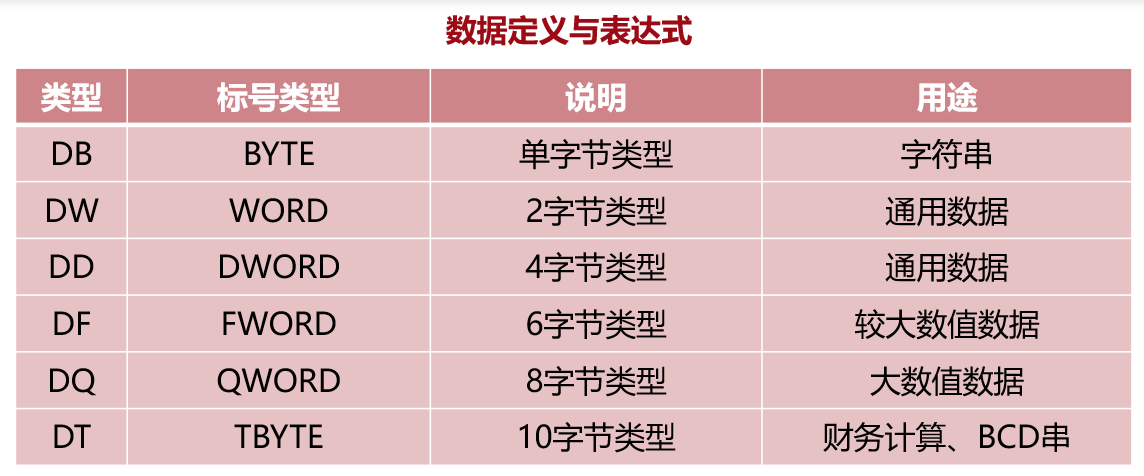 数据定义与表达式
类型 标号类型 说明 用途
DB BYTE 单字节类型 字符串
DW WORD 2字节类型 通用数据
DD DWORD 4字节类型 通用数据
DF FWORD 6字节类型 较大数值数据
DQ QWORD 8字节类型 大数值数据
DT TBYTE 10字节类型 财务计算、BCD串